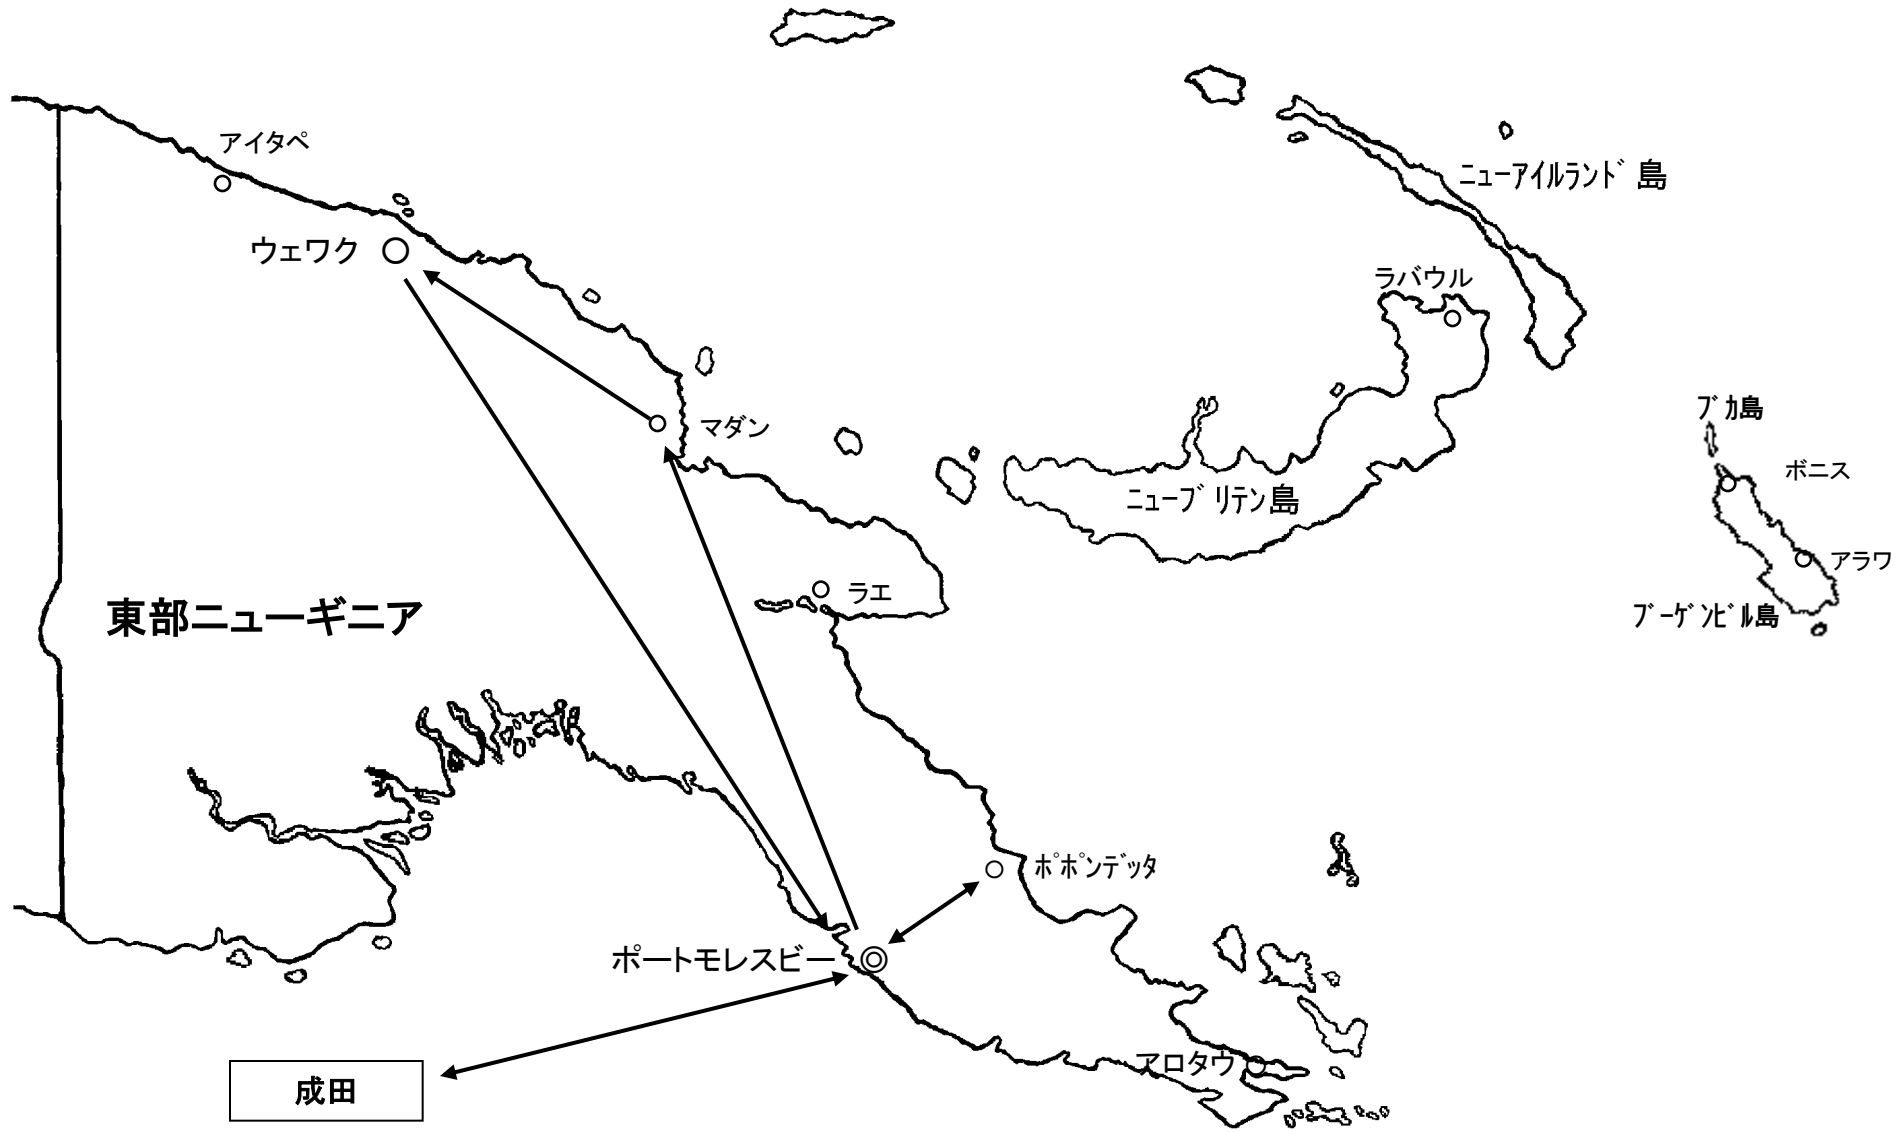 アイタペ
ニューアイルランド島
ウェワク
ラバウル
ブカ島
マダン
ボニス
ニューブリテン島
アラワ
ラエ
東部ニューギニア
ブーゲンビル島
ポポンデッタ
ポートモレスビー
アロタウ
成田